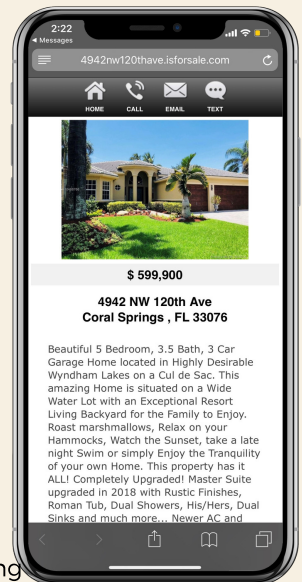 2:22
Messages
4942nw120thave.isforsale.com
HOME CALL EMAIL TEXT
$ 599,900
4942 NW 120th Ave
Coral Springs , FL 33076
Beautiful 5 Bedroom, 3.5 Bath, 3 Car
Garage Home located in Highly Desirable
Wyndham Lakes on a Cul de Sac. This
amazing Home is situated on a Wide
Water Lot with an Exceptional Resort
Living Backyard for the Family to Enjoy.
Roast marshmallows, Relax on your
Hammocks, Watch the Sunset, take a late
night Swim or simply Enjoy the Tranquility
of your own Home. This property has it
ALL! Completely Upgraded! Master Suite
upgraded in 2018 with Rustic Finishes,
Roman Tub, Dual Showers, His/Hers, Dual
Sinks and much more... Newer AC and